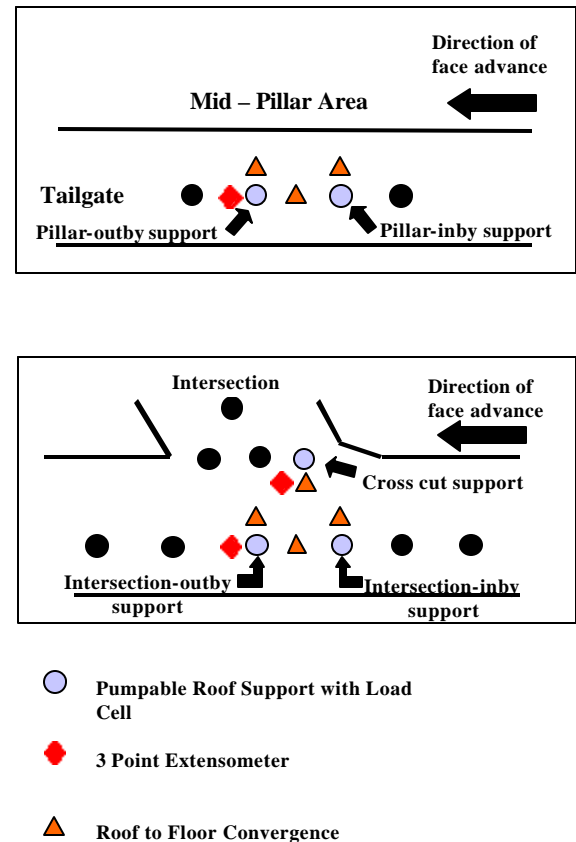 Direction of
face advance
Mid – Pillar Area
Tailgate
Pillar-outby support
Pillar-inby support
Intersection
Direction of
face advance
Cross cut support
Intersection-outby
support
Intersection-inby
support
Pumpable Roof Support with Load
Cell
3 Point Extensometer
Roof to Floor Convergence